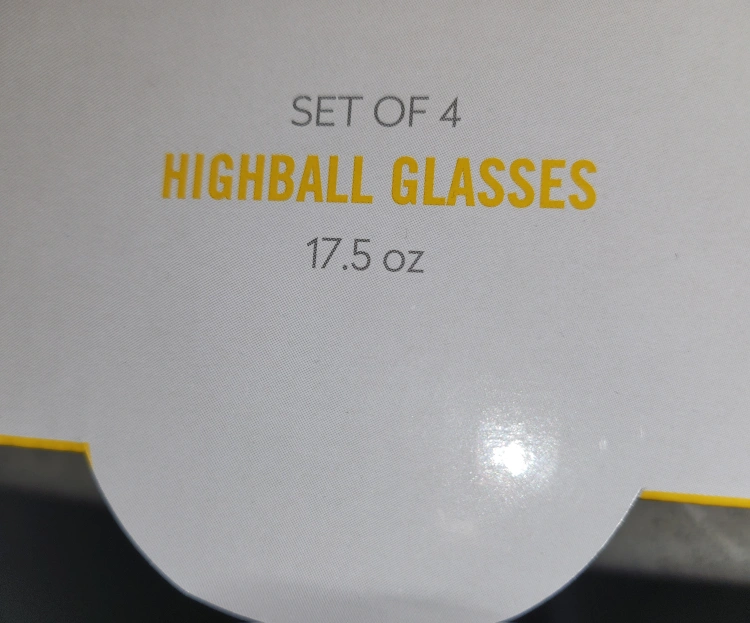 SET OF 4
HIGHBALL GLASSES
17.5 oz